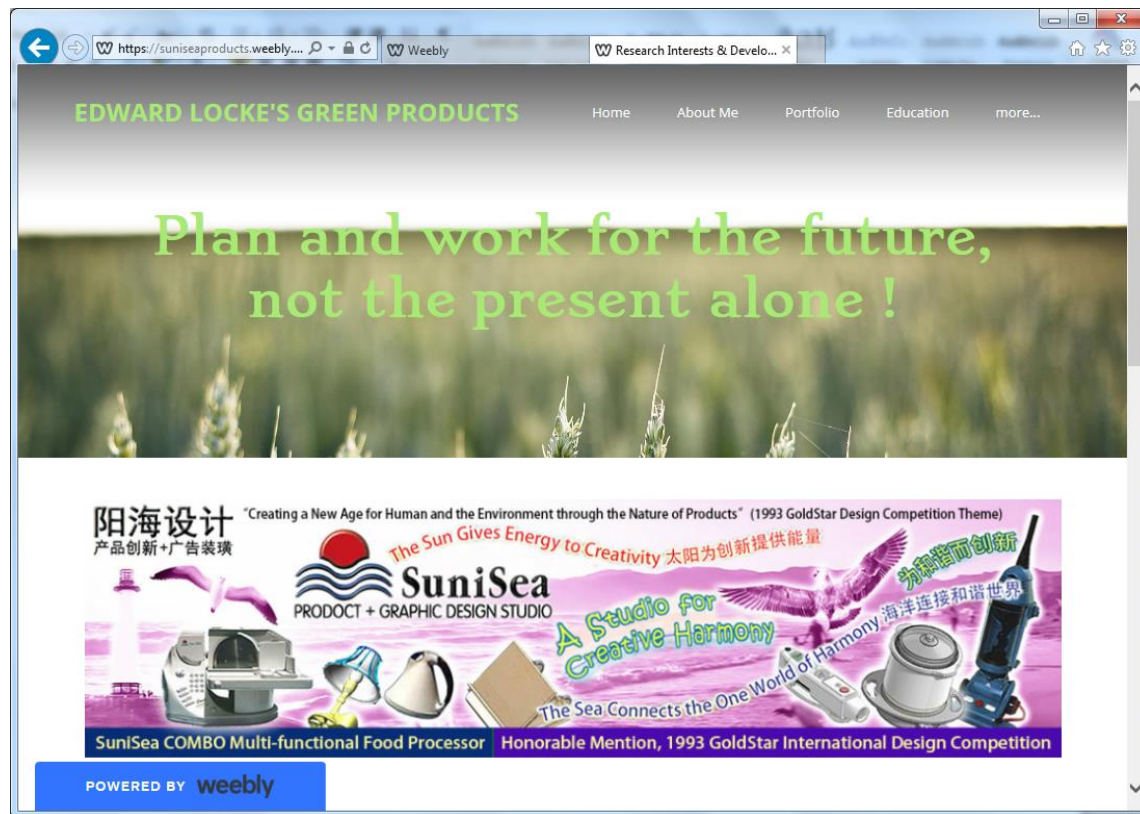 https://suniseaproducts.weebly....
Weebly
Research Interests & Develo...
EDWARD LOCKE'S GREEN PRODUCTS
Home
About Me
Portfolio
Education
more...
Plan and work for the future,
not the present alone !
阳海设计
产品创新+广告装璜
"Creating a New Age for Human and the Environment through the Nature of Products" (1993 GoldStar Design Competition Theme)
The Sun Gives Energy to Creativity 太阳为创新提供能量
SuniSea
PRODOCT + GRAPHIC DESIGN STUDIO
A Studio for
Creative Harmony
为和谐而创新
The Sea Connects the One World of Harmony 海洋连接和谐世界
SuniSea COMBO Multi-functional Food Processor
Honorable Mention, 1993 GoldStar International Design Competition
POWERED BY weebly